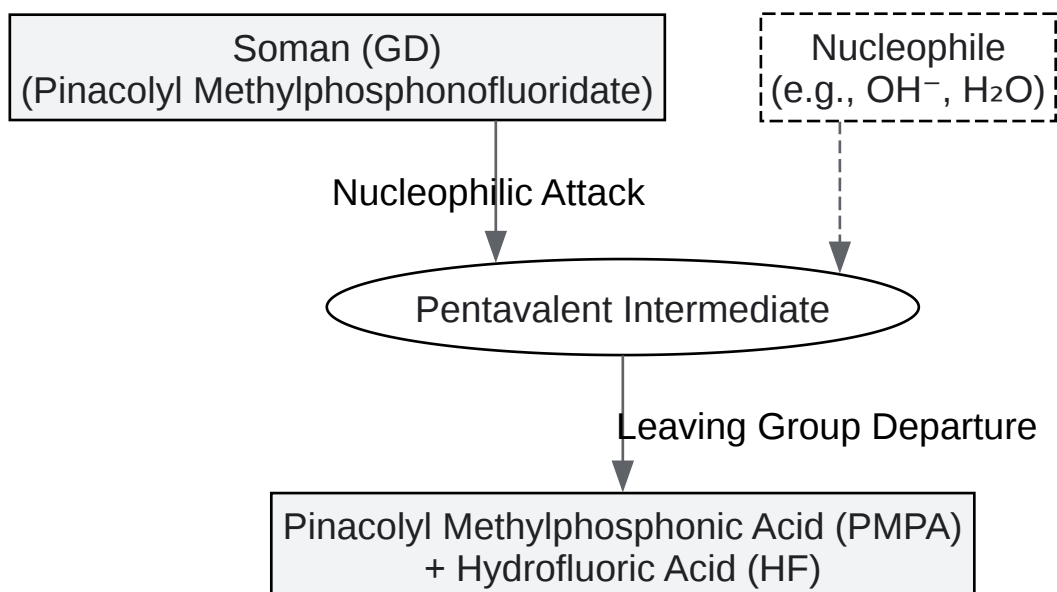 Soman (GD)
(Pinacolyl Methylphosphonofluoridate)
Nucleophile
(e.g., OH⁻, H₂O)
Nucleophilic Attack
Pentavalent Intermediate
Leaving Group Departure
Pinacolyl Methylphosphonic Acid (PMPA)
+ Hydrofluoric Acid (HF)